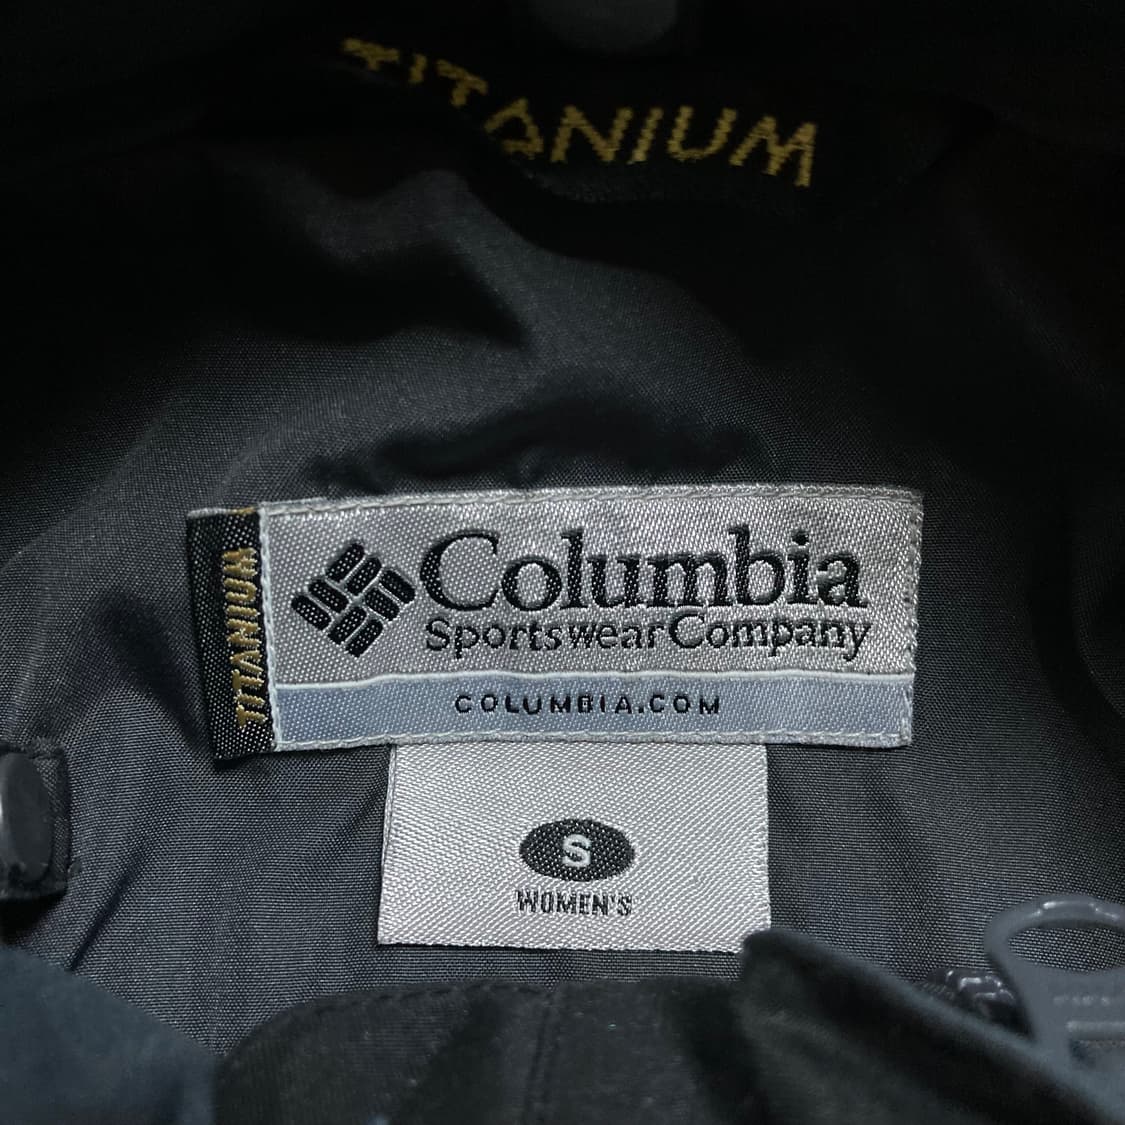 TITANIUM
TITANIUM
Columbia
Sportswear Company
COLUMBIA.COM
S
WOMEN'S